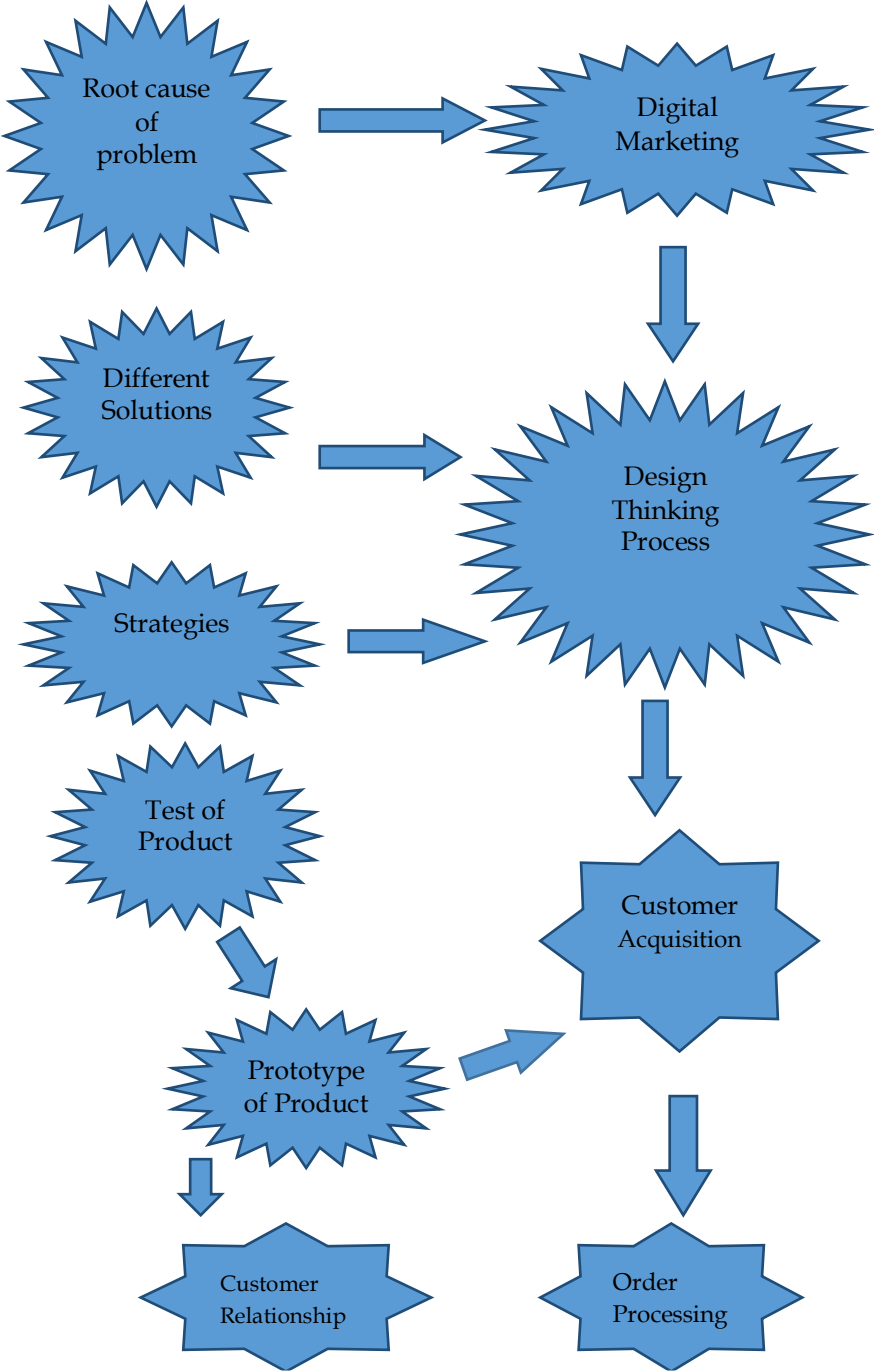 Root cause
of
problem
Digital
Marketing
Different
Solutions
Design
Thinking
Process
Strategies
Test of
Product
Customer
Acquisition
Prototype
of Product
Customer
Relationship
Order
Processing